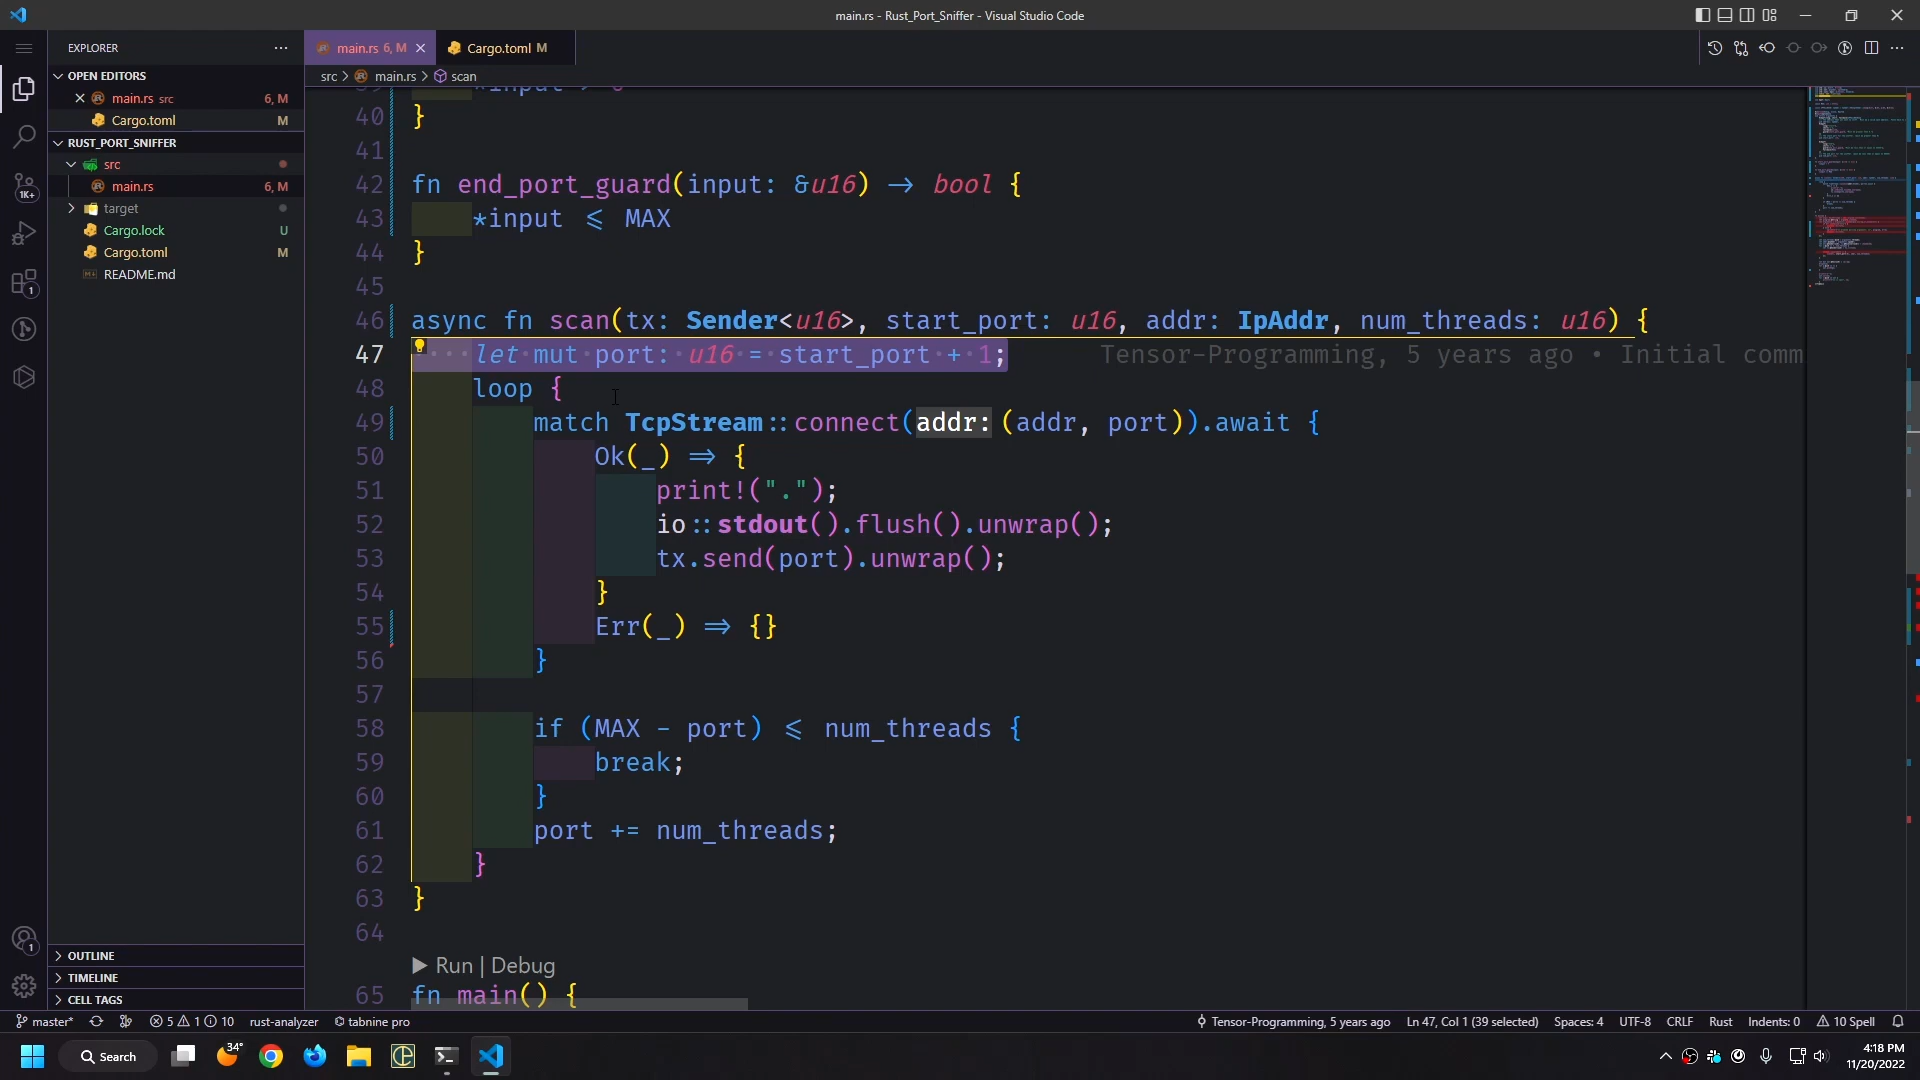 main.rs - Rust_Port_Sniffer - Visual Studio Code
EXPLORER
OPEN EDITORS
main.rs src 6, M
Cargo.toml M
RUST_PORT_SNIFFER
src
main.rs 6, M
target
Cargo.lock U
Cargo.toml M
README.md
OUTLINE
TIMELINE
CELL TAGS
1K+
1
1
main.rs 6, M
Cargo.toml M
src > main.rs > scan
40 }
41
42 fn end_port_guard(input: &u16) → bool {
43 *input ⩽ MAX
44 }
45
46 async fn scan(tx: Sender<u16>, start_port: u16, addr: IpAddr, num_threads: u16) {
47 ····let mut port: u16 = start_port + 1; Tensor-Programming, 5 years ago • Initial comm
48 loop {
49 match TcpStream::connect(addr: (addr, port)).await {
50 Ok(_) ⇒ {
51 print!(".");
52 io::stdout().flush().unwrap();
53 tx.send(port).unwrap();
54 }
55 Err(_) ⇒ {}
56 }
57
58 if (MAX - port) ⩽ num_threads {
59 break;
60 }
61 port += num_threads;
62 }
63 }
64
▶ Run | Debug
65 fn main() {
master* 5 1 10 rust-analyzer tabnine pro Tensor-Programming, 5 years ago Ln 47, Col 1 (39 selected) Spaces: 4 UTF-8 CRLF Rust Indents: 0 10 Spell
Search
34°
4:18 PM
11/20/2022